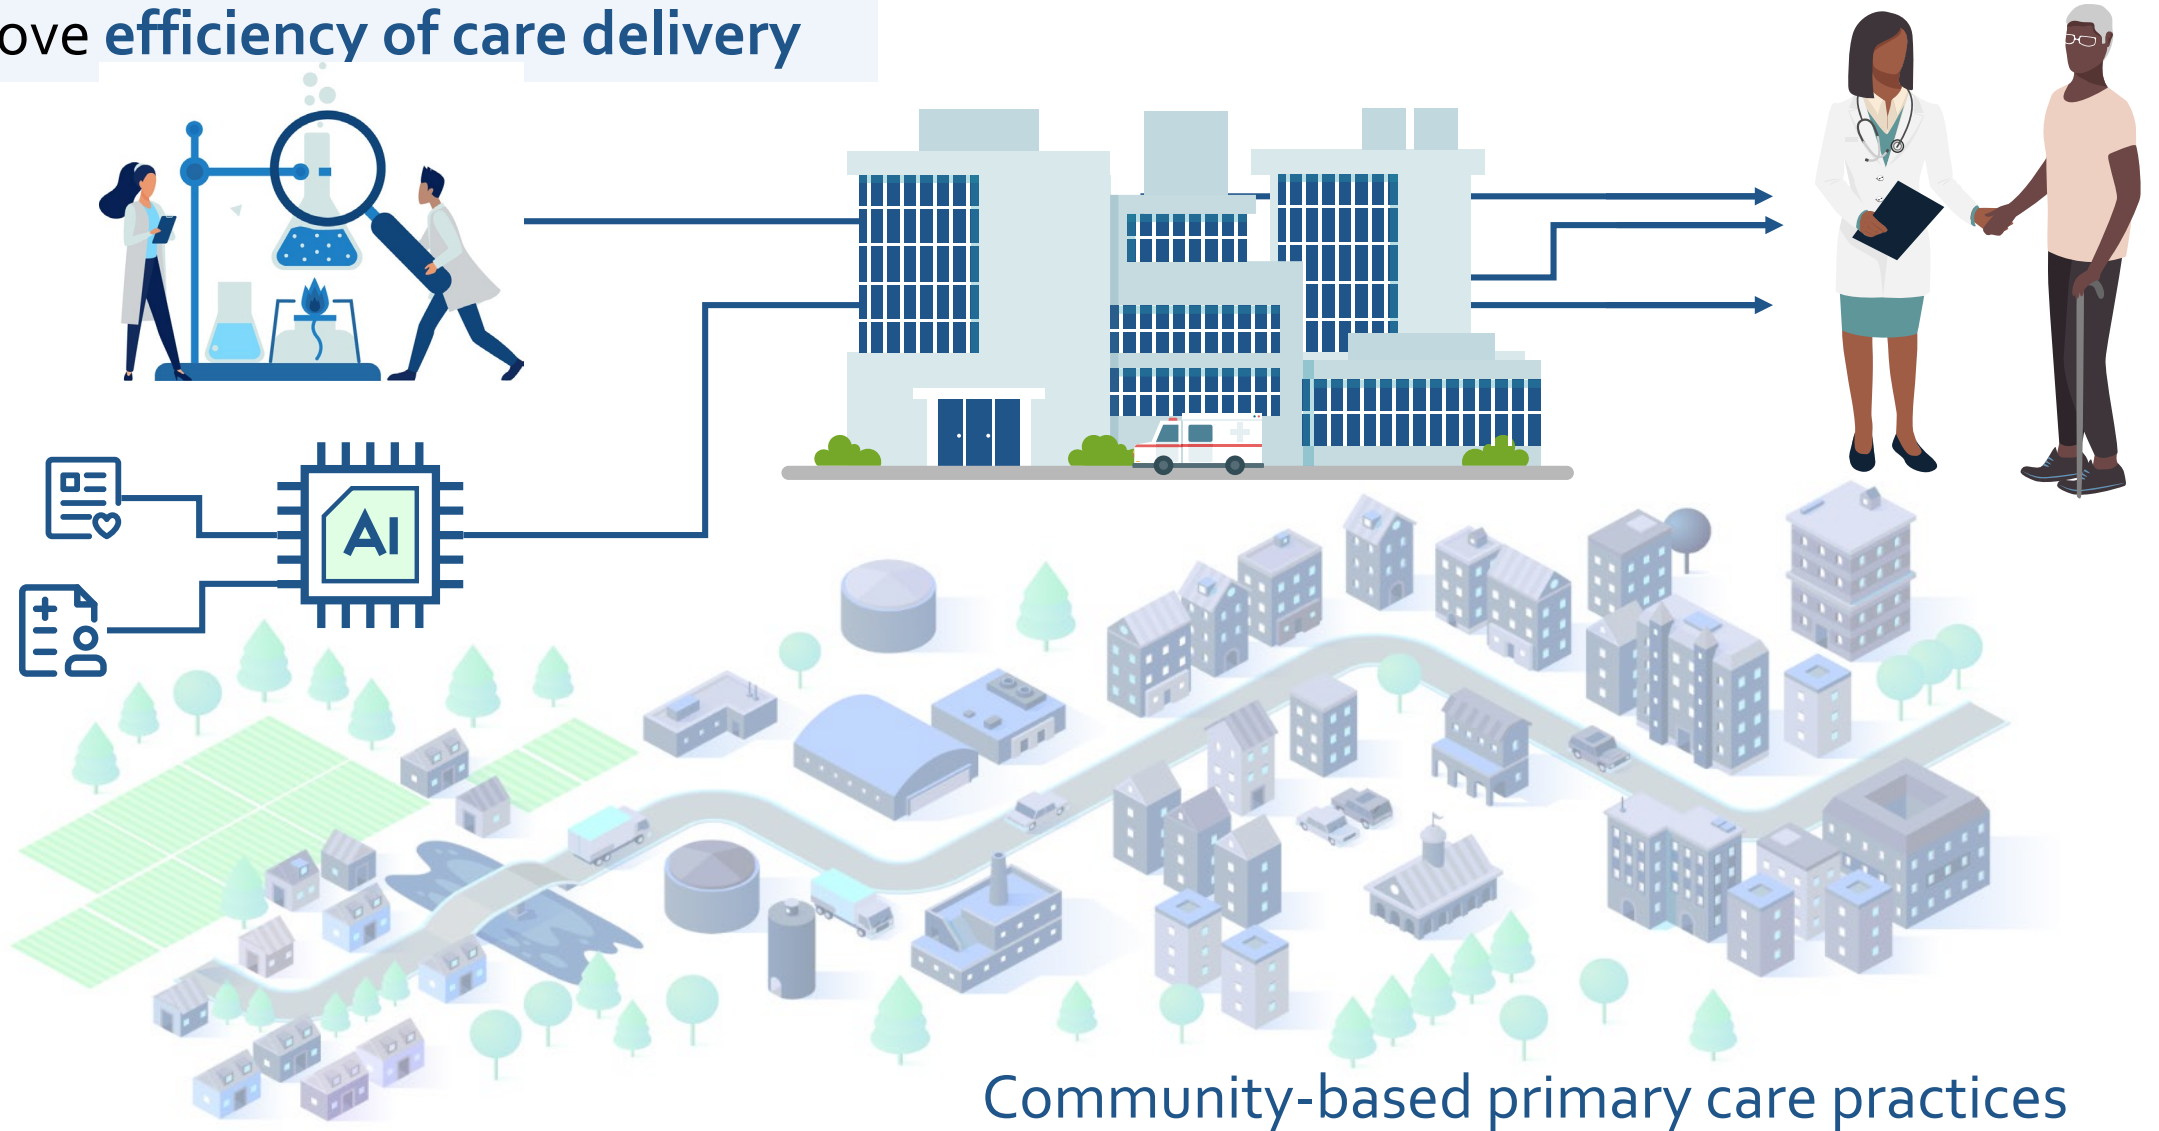 ove efficiency of care delivery
AI
Community-based primary care practices